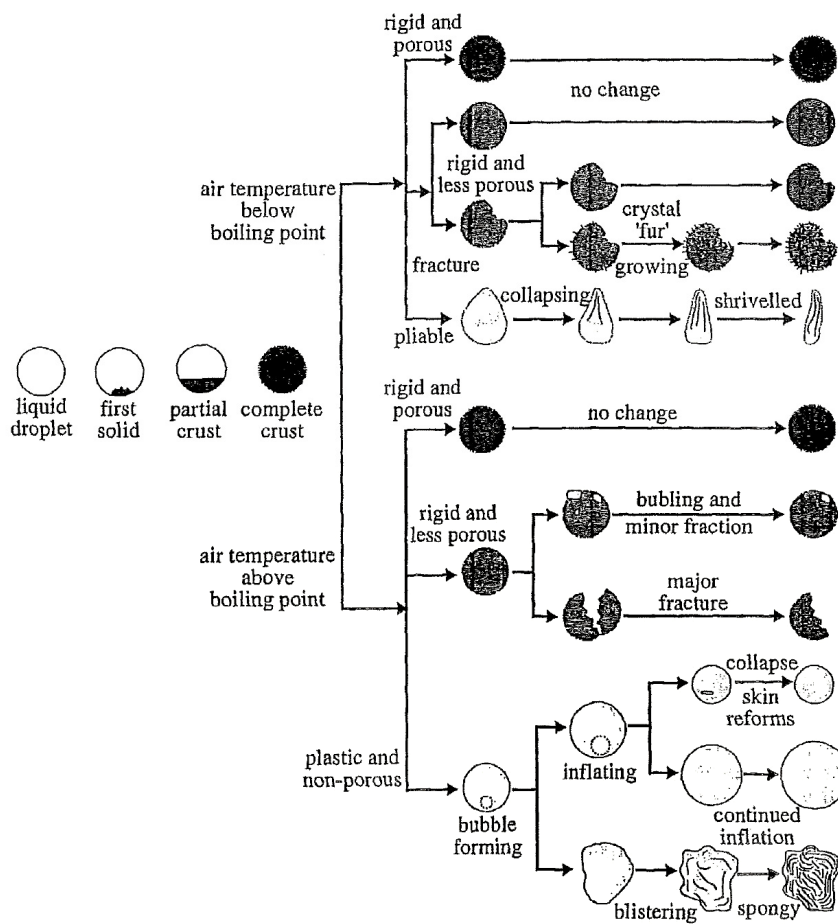 rigid and
porous
no change
rigid and
less porous
air temperature
below
boiling point
crystal
'fur'
growing
fracture
collapsing
shrivelled
pliable
liquid
droplet
first
solid
partial
crust
complete
crust
rigid and
porous
no change
rigid and
less porous
bubling and
minor fraction
air temperature
above
boiling point
major
fracture
collapse
skin
reforms
plastic and
non-porous
inflating
bubble
forming
continued
inflation
blistering
spongy